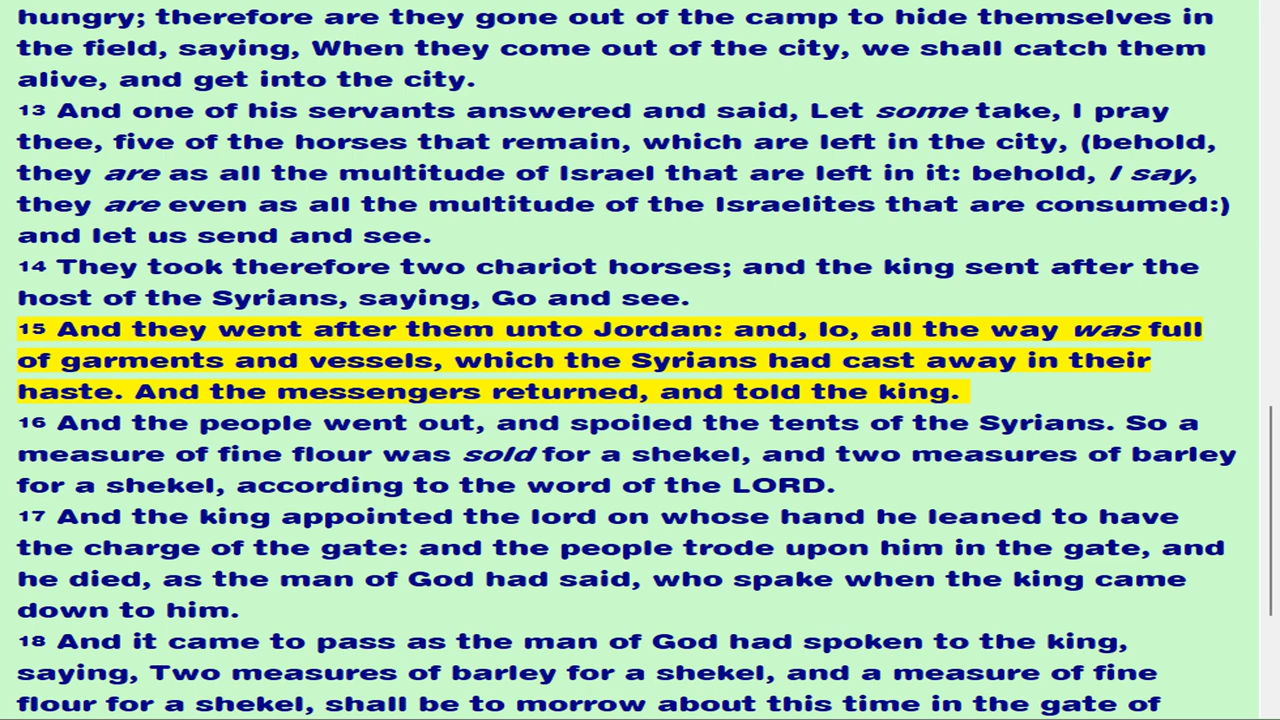 hungry; therefore are they gone out of the camp to hide themselves in
the field, saying, When they come out of the city, we shall catch them
alive, and get into the city.
13 And one of his servants answered and said, Let some take, I pray
thee, five of the horses that remain, which are left in the city, (behold,
they are as all the multitude of Israel that are left in it: behold, I say,
they are even as all the multitude of the Israelites that are consumed:)
and let us send and see.
14 They took therefore two chariot horses; and the king sent after the
host of the Syrians, saying, Go and see.
15 And they went after them unto Jordan: and, lo, all the way was full
of garments and vessels, which the Syrians had cast away in their
haste. And the messengers returned, and told the king.
16 And the people went out, and spoiled the tents of the Syrians. So a
measure of fine flour was sold for a shekel, and two measures of barley
for a shekel, according to the word of the LORD.
17 And the king appointed the lord on whose hand he leaned to have
the charge of the gate: and the people trode upon him in the gate, and
he died, as the man of God had said, who spake when the king came
down to him.
18 And it came to pass as the man of God had spoken to the king,
saying, Two measures of barley for a shekel, and a measure of fine
flour for a shekel, shall be to morrow about this time in the gate of